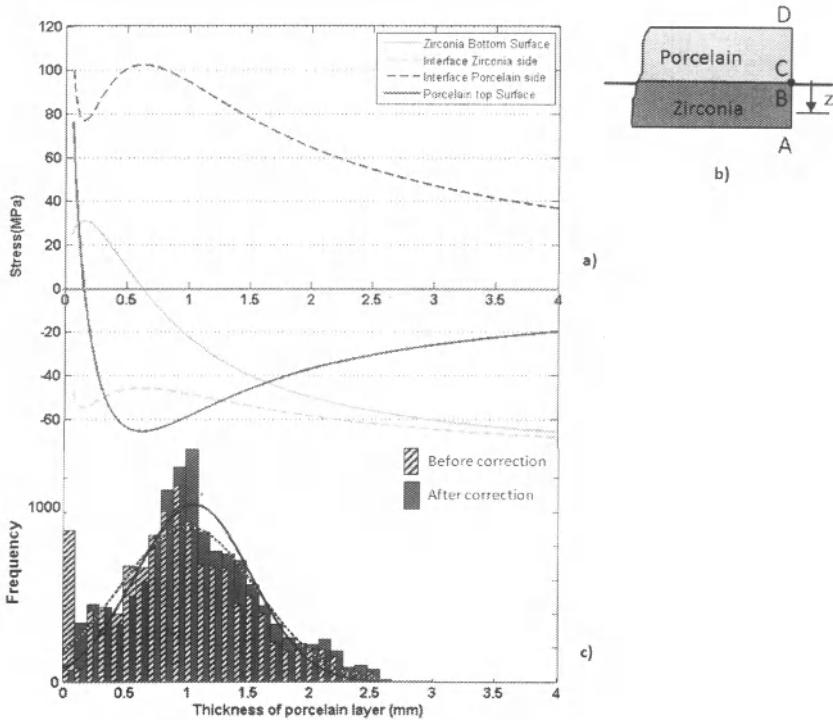 120
100
80
60
40
20
0
-20
-40
-60
Stress(MPa)
Zirconia Bottom Surface
Interface Zirconia side
Interface Porcelain side
Porcelain top Surface
0 0.5 1 1.5 2 2.5 3 3.5 4
a)
D
Porcelain
C
B
Zirconia
Z
A
b)
Before correction
After correction
1000
0
Frequency
c)
0 0.5 1 1.5 2 2.5 3 3.5 4
Thickness of porcelain layer (mm)